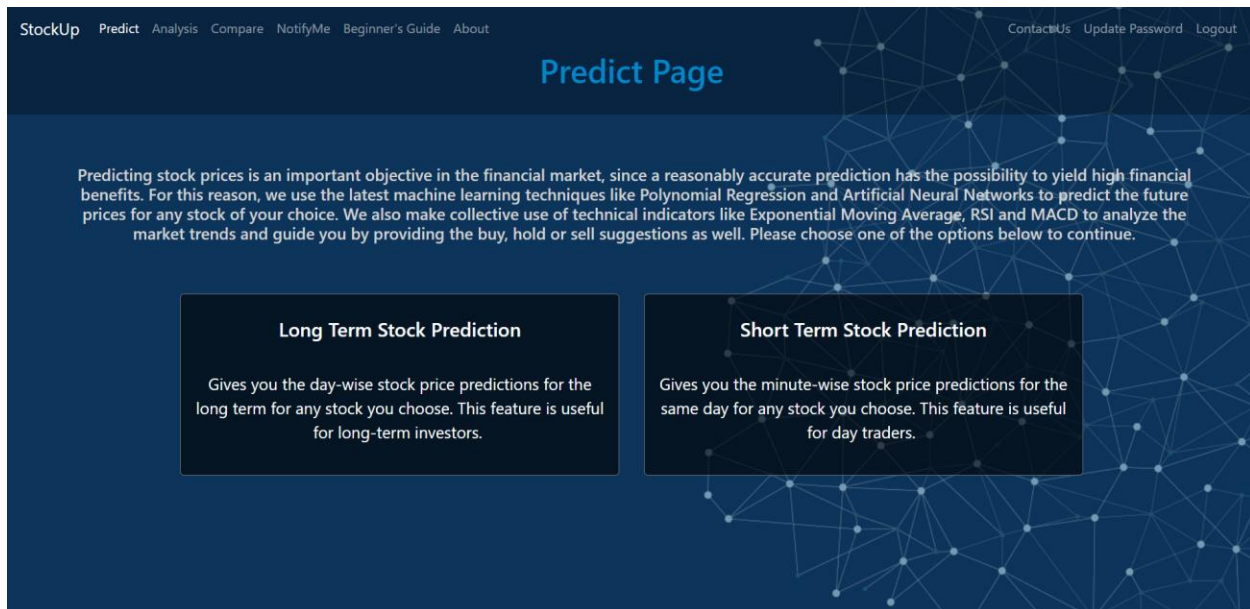 StockUp Predict Analysis Compare NotifyMe Beginner's Guide About Contact Us Update Password Logout
Predict Page
Predicting stock prices is an important objective in the financial market, since a reasonably accurate prediction has the possibility to yield high financial
benefits. For this reason, we use the latest machine learning techniques like Polynomial Regression and Artificial Neural Networks to predict the future
prices for any stock of your choice. We also make collective use of technical indicators like Exponential Moving Average, RSI and MACD to analyze the
market trends and guide you by providing the buy, hold or sell suggestions as well. Please choose one of the options below to continue.
Long Term Stock Prediction
Gives you the day-wise stock price predictions for the
long term for any stock you choose. This feature is useful
for long-term investors.
Short Term Stock Prediction
Gives you the minute-wise stock price predictions for the
same day for any stock you choose. This feature is useful
for day traders.